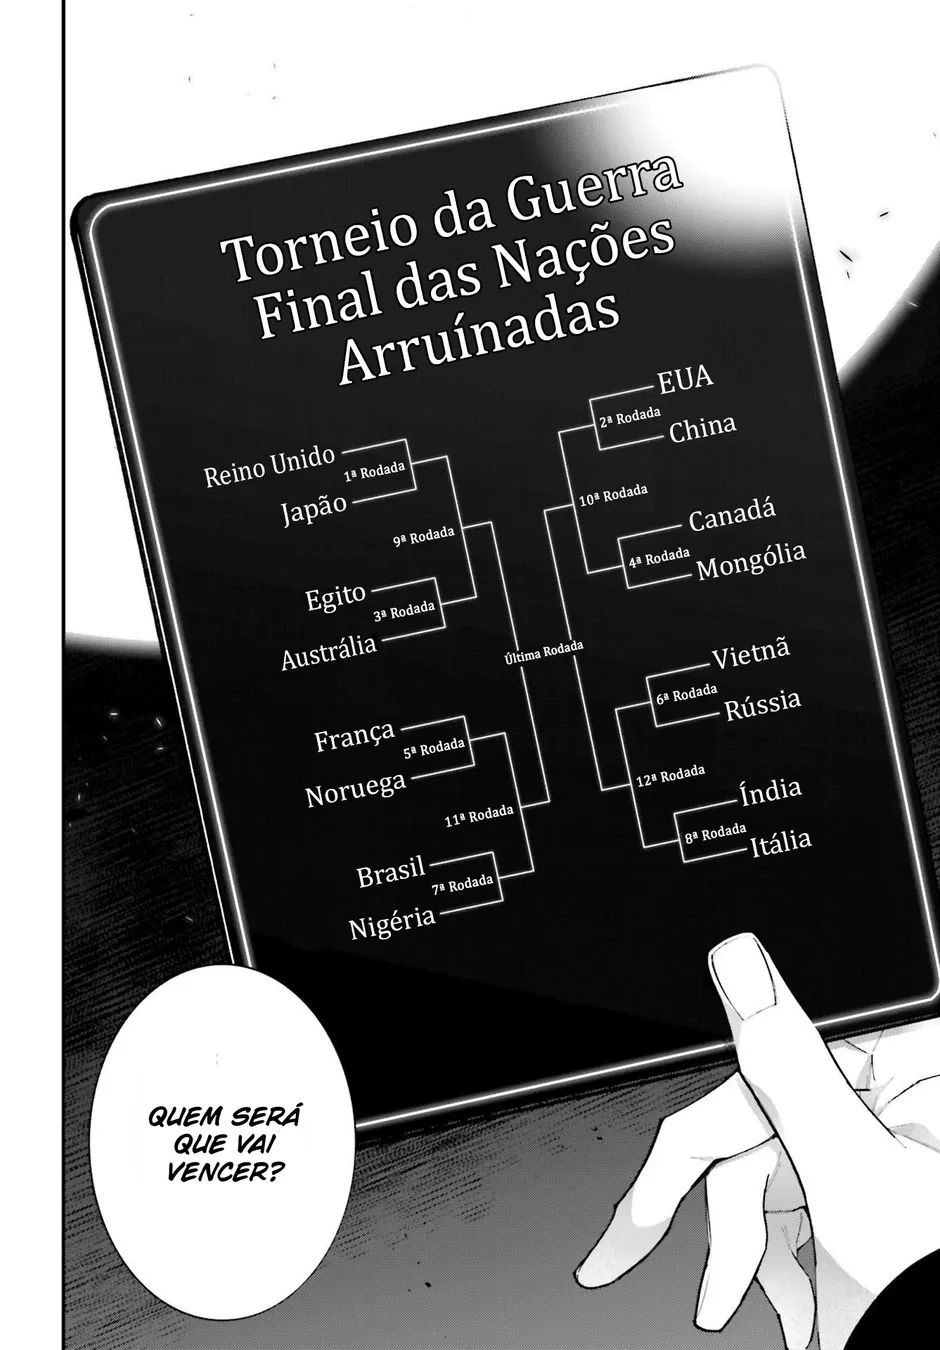 Torneio da Guerra
Final das Nações
Arruínadas
Reino Unido
1ª Rodada
Japão
9ª Rodada
Egito
3ª Rodada
Austrália
França
5ª Rodada
Noruega
11ª Rodada
Brasil
7ª Rodada
Nigéria
Última Rodada
EUA
2ª Rodada
China
10ª Rodada
Canadá
4ª Rodada
Mongólia
Vietnã
6ª Rodada
Rússia
12ª Rodada
Índia
8ª Rodada
Itália
QUEM SERÁ
QUE VAI
VENCER?